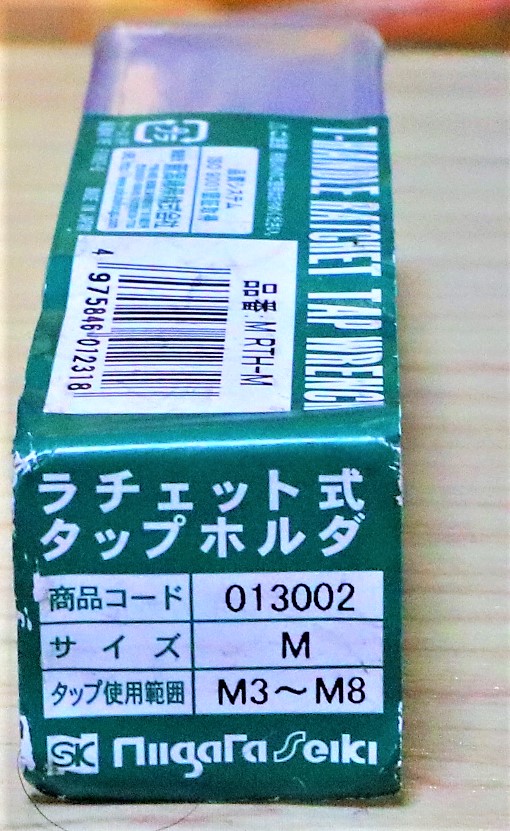 T-HANDLE RATCHET TAP WRENCH
品番:MRTH-M
4 975846 012318
ラチェット式
タップホルダ
商品コード 013002
サイズ M
タップ使用範囲 M3～M8
SK Niigata Seiki